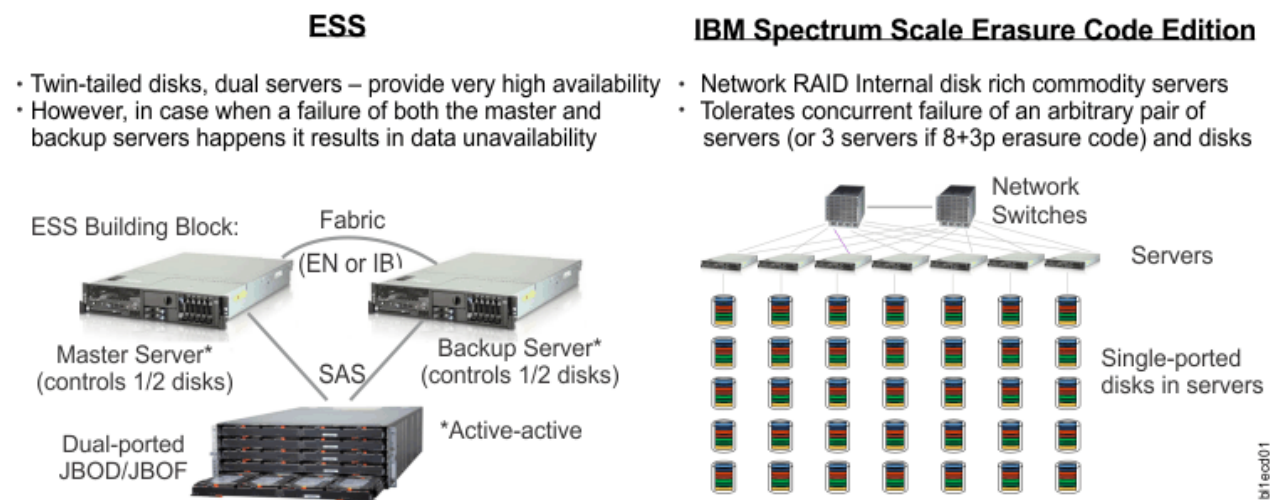 ESS
• Twin-tailed disks, dual servers – provide very high availability
• However, in case when a failure of both the master and
backup servers happens it results in data unavailability
ESS Building Block:
Fabric
(EN or IB)
Master Server*
(controls 1/2 disks)
Backup Server*
(controls 1/2 disks)
SAS
*Active-active
Dual-ported
JBOD/JBOF
IBM Spectrum Scale Erasure Code Edition
• Network RAID Internal disk rich commodity servers
• Tolerates concurrent failure of an arbitrary pair of
servers (or 3 servers if 8+3p erasure code) and disks
Network
Switches
Servers
Single-ported
disks in servers
bl1ecd01